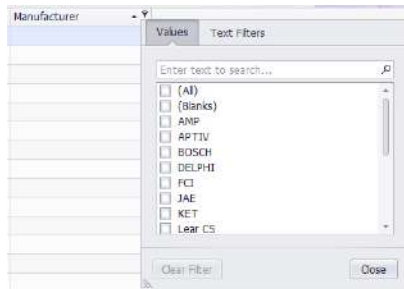 Manufacturer
Values Text Filters
Enter text to search...
(All)
(Blanks)
AMP
APTIV
BOSCH
DELPHI
FCI
JAE
KET
Lear CS
Clear Filter Close